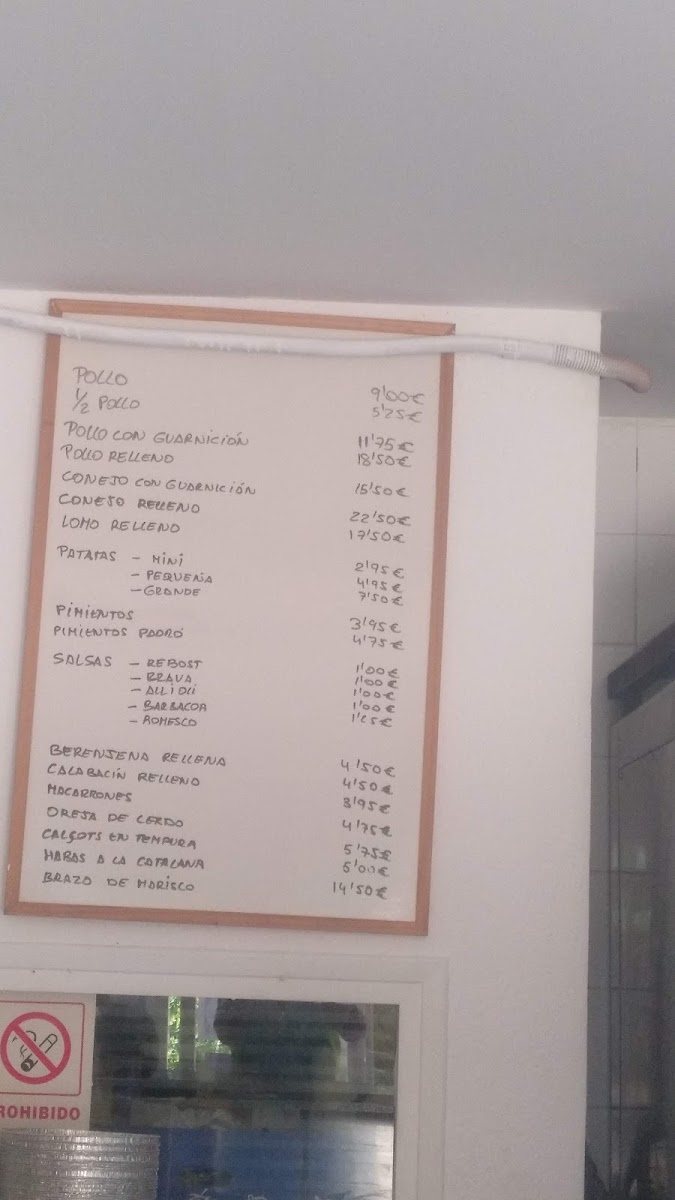 POLLO 9'00€
1/2 POLLO 5'25€
POLLO CON GUARNICIÓN 11'75€
POLLO RELLENO 18'50€
CONEJO CON GUARNICIÓN 15'50€
CONEJO RELLENO 22'50€
LOMO RELLENO 17'50€
PATATAS - MINI 2'95€
- PEQUEÑA 4'95€
- GRANDE 7'50€
PIMIENTOS 3'95€
PIMIENTOS PADRÓ 4'75€
SALSAS - REBOST 1'00€
- BRAVA 1'00€
- ALLIOLI 1'00€
- BARBACOA 1'00€
- ROMESCO
BERENJENA RELLENA 4'50€
CALABACÍN RELLENO 4'50€
MACARRONES 3'95€
OREJA DE CERDO 4'75€
CALÇOTS EN TEMPURA 5'75€
HABAS A LA CATALANA 5'00€
BRAZO DE MARISCO 14'50€
ROHIBIDO